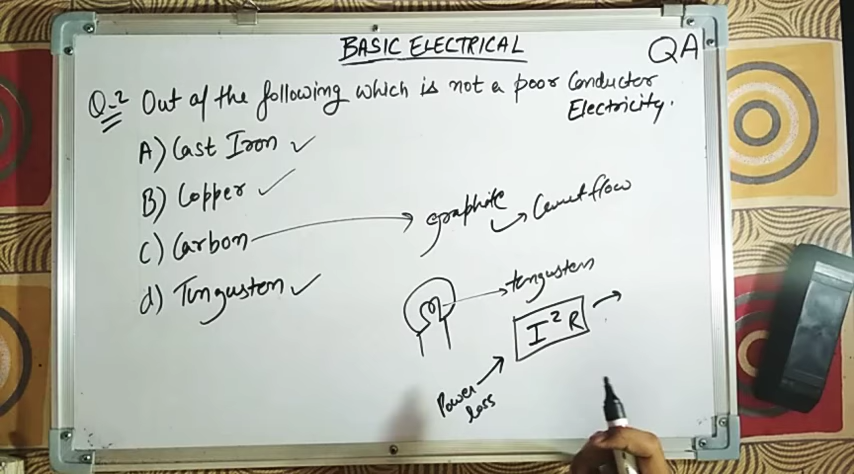 BASIC ELECTRICAL
QA
Q-2 Out of the following which is not a poor Conductor
Electricity.
A) Cast Iron
B) Copper
C) Carbon
graphite
Current flow
d) Tungusten
tungusten
I²R
Power
loss